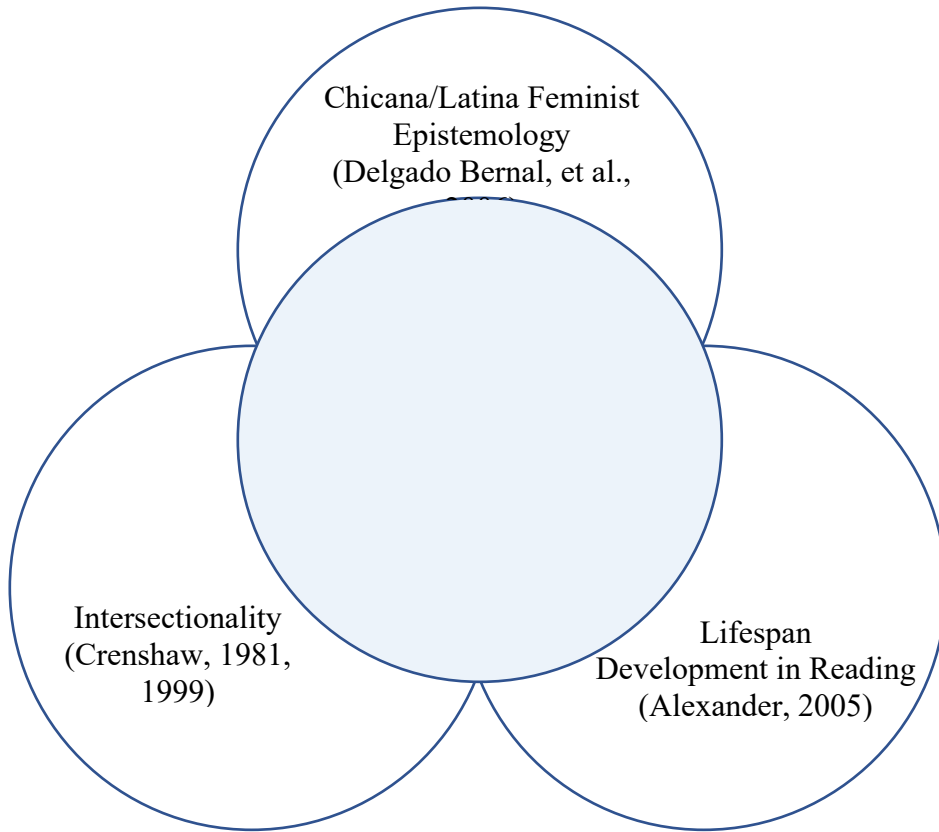 Chicana/Latina Feminist
Epistemology
(Delgado Bernal, et al.,
Intersectionality
(Crenshaw, 1981,
1999)
Lifespan
Development in Reading
(Alexander, 2005)